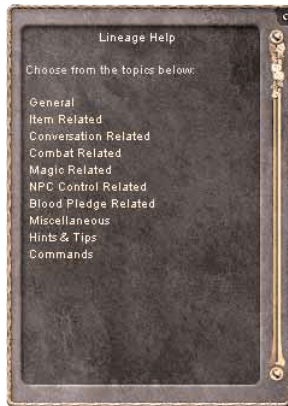 Lineage Help
Choose from the topics below:
General
Item Related
Conversation Related
Combat Related
Magic Related
NPC Control Related
Blood Pledge Related
Miscellaneous
Hints & Tips
Commands